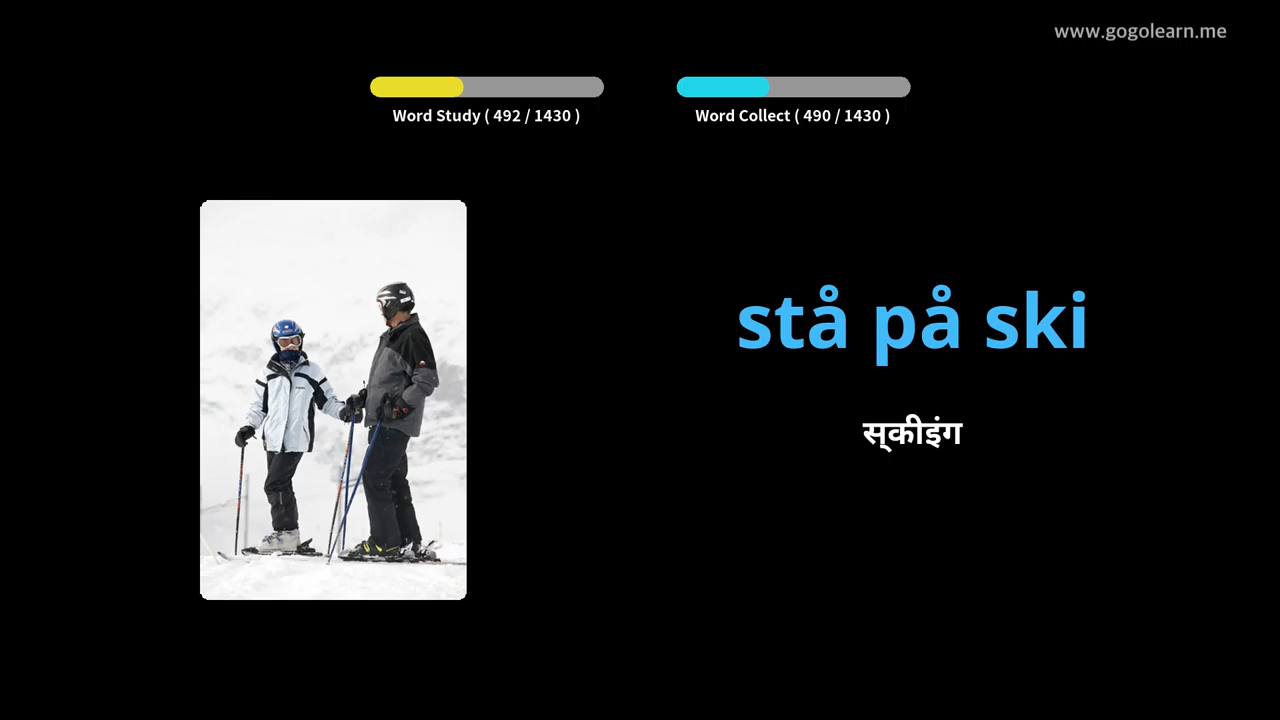 www.gogolearn.me
Word Study ( 492 / 1430 )
Word Collect ( 490 / 1430 )
stå på ski
स्कीइंग